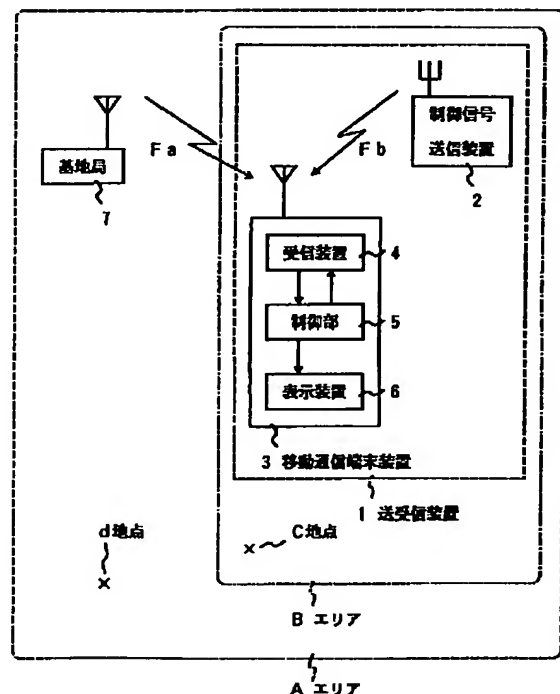 制御信号
送信装置
2
Fa
Fb
基地局
7
受信装置
4
制御部
5
表示装置
6
3 移動通信端末装置
1 送受信装置
d地点
×
C地点
×
B エリア
A エリア